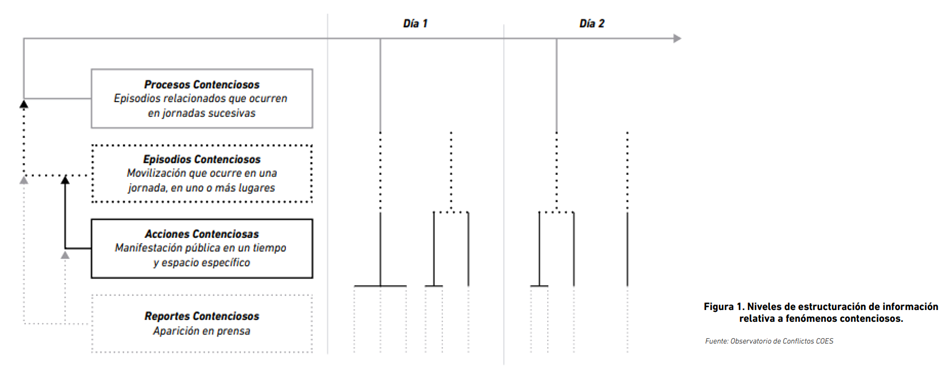 Día 1
Día 2
Procesos Contenciosos
Episodios relacionados que ocurren
en jornadas sucesivas
Episodios Contenciosos
Movilización que ocurre en una
jornada, en uno o más lugares
Acciones Contenciosas
Manifestación pública en un tiempo
y espacio específico
Reportes Contenciosos
Aparición en prensa
Figura 1. Niveles de estructuración de información
relativa a fenómenos contenciosos.
Fuente: Observatorio de Conflictos COES